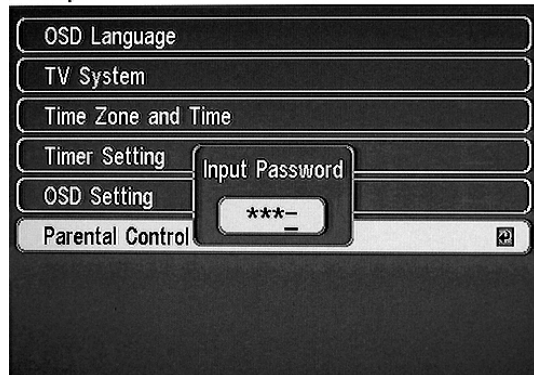 OSD Language
TV System
Time Zone and Time
Timer Setting
OSD Setting
Parental Control
Input Password
***-